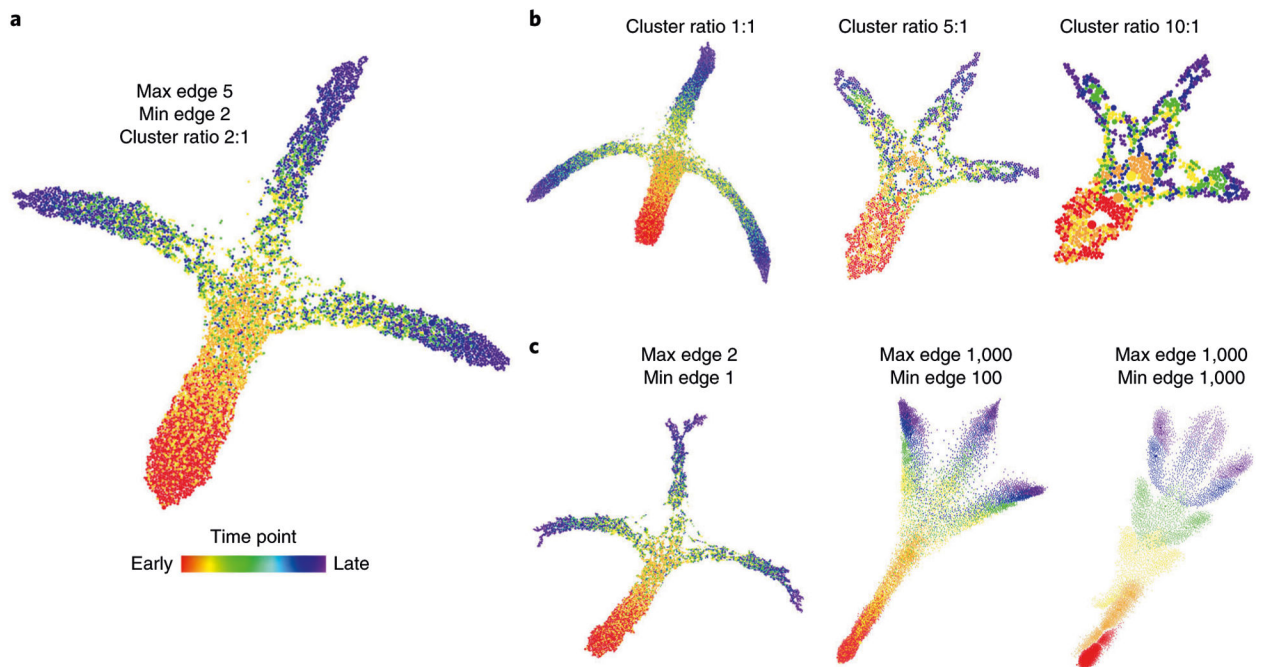 a
Max edge 5
Min edge 2
Cluster ratio 2:1
Time point
Early
Late
b
Cluster ratio 1:1
Cluster ratio 5:1
Cluster ratio 10:1
c
Max edge 2
Min edge 1
Max edge 1,000
Min edge 100
Max edge 1,000
Min edge 1,000